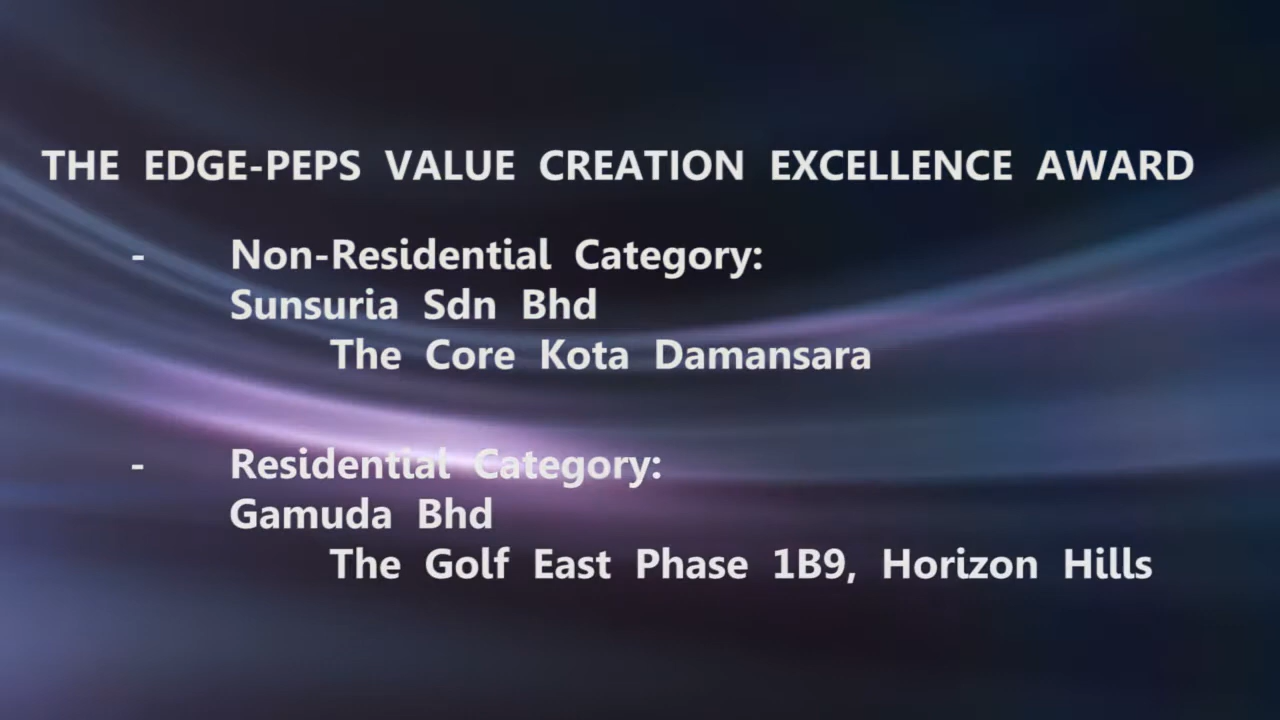 THE EDGE-PEPS VALUE CREATION EXCELLENCE AWARD
- Non-Residential Category:
Sunsuria Sdn Bhd
The Core Kota Damansara
- Residential Category:
Gamuda Bhd
The Golf East Phase 1B9, Horizon Hills